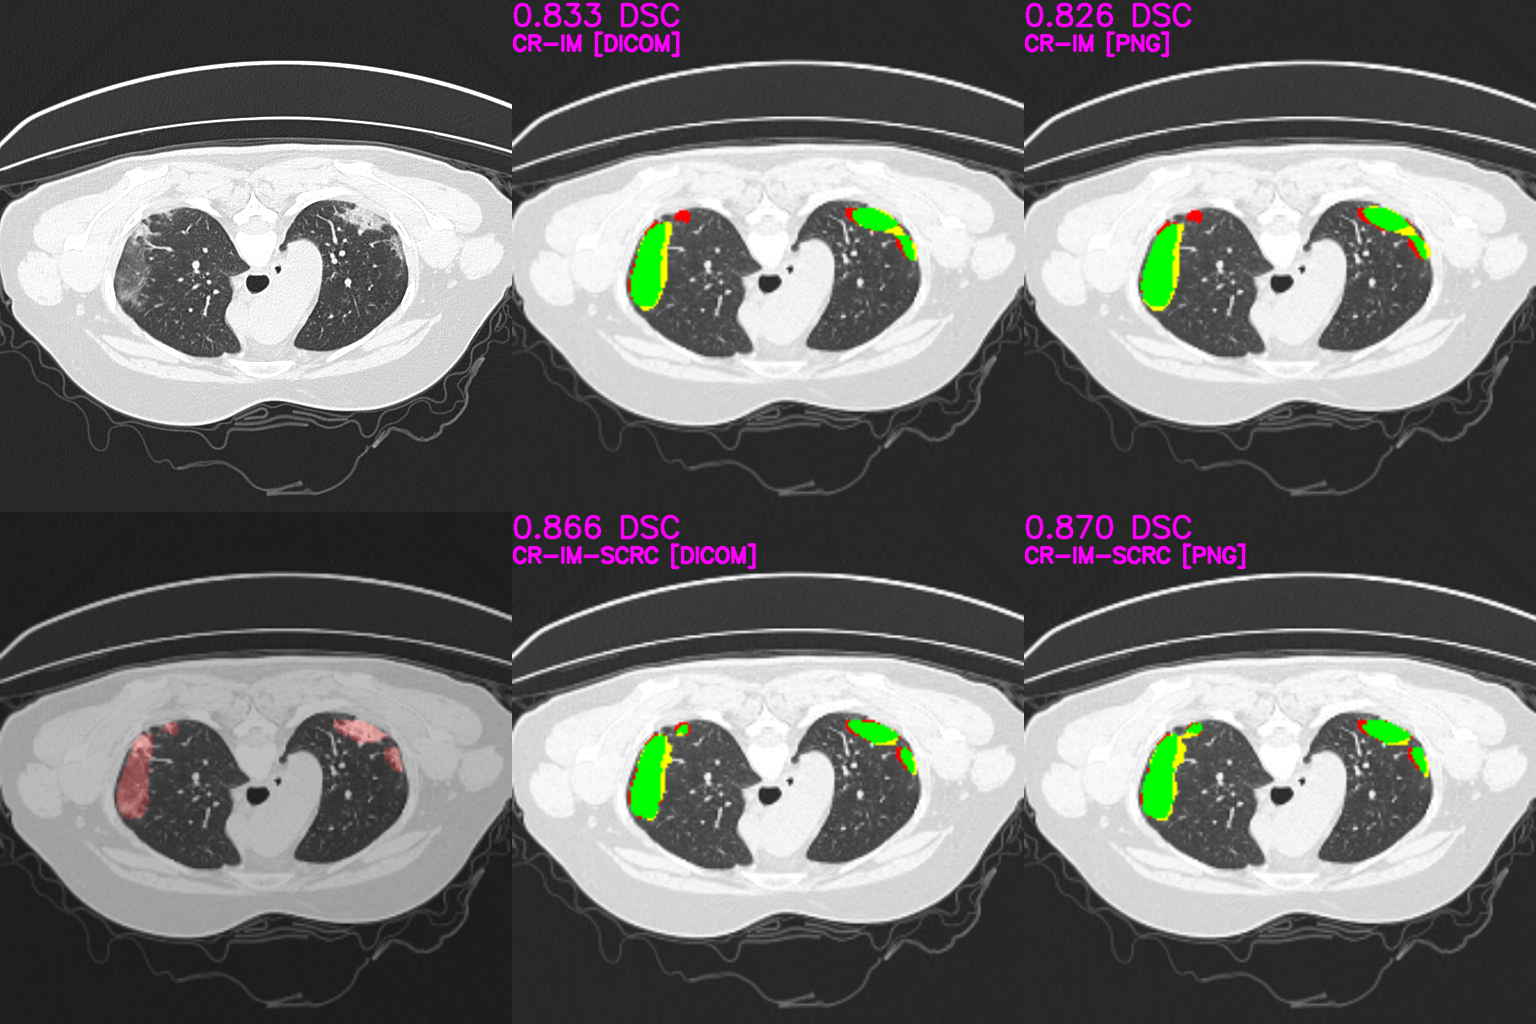 0.833 DSC
CR-IM [DICOM]
0.826 DSC
CR-IM [PNG]
0.866 DSC
CR-IM-SCRC [DICOM]
0.870 DSC
CR-IM-SCRC [PNG]